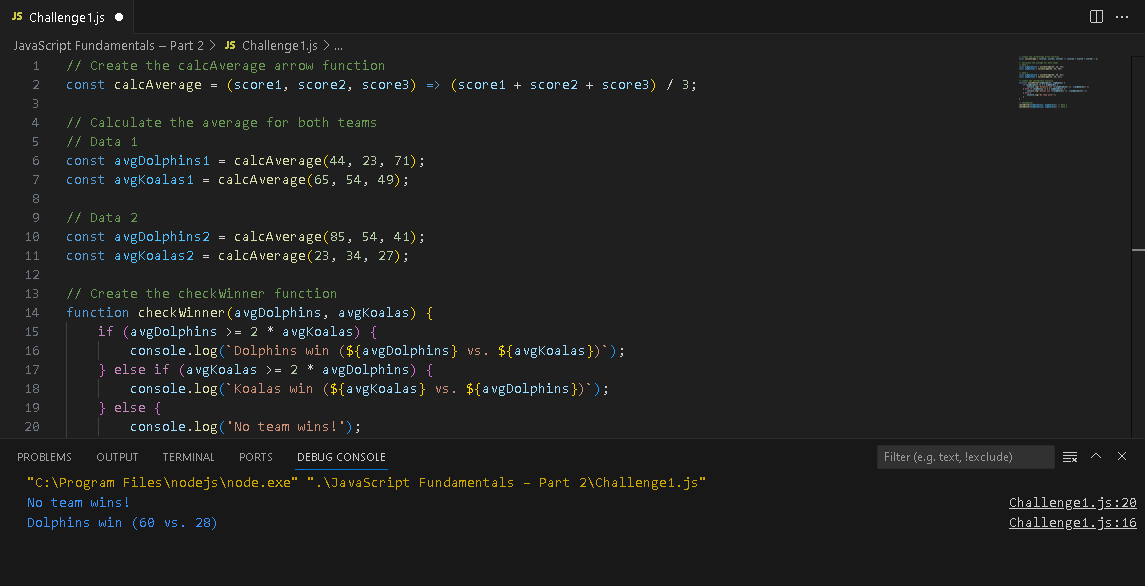 JS Challenge1.js
JavaScript Fundamentals – Part 2 > JS Challenge1.js > ...
1 // Create the calcAverage arrow function
2 const calcAverage = (score1, score2, score3) => (score1 + score2 + score3) / 3;
3
4 // Calculate the average for both teams
5 // Data 1
6 const avgDolphins1 = calcAverage(44, 23, 71);
7 const avgKoalas1 = calcAverage(65, 54, 49);
8
9 // Data 2
10 const avgDolphins2 = calcAverage(85, 54, 41);
11 const avgKoalas2 = calcAverage(23, 34, 27);
12
13 // Create the checkWinner function
14 function checkWinner(avgDolphins, avgKoalas) {
15 if (avgDolphins >= 2 * avgKoalas) {
16 console.log(`Dolphins win (${avgDolphins} vs. ${avgKoalas})`);
17 } else if (avgKoalas >= 2 * avgDolphins) {
18 console.log(`Koalas win (${avgKoalas} vs. ${avgDolphins})`);
19 } else {
20 console.log('No team wins!');
PROBLEMS OUTPUT TERMINAL PORTS DEBUG CONSOLE Filter (e.g. text, !exclude)
"C:\Program Files\nodejs\node.exe" ".\JavaScript Fundamentals – Part 2\Challenge1.js"
No team wins! Challenge1.js:20
Dolphins win (60 vs. 28) Challenge1.js:16